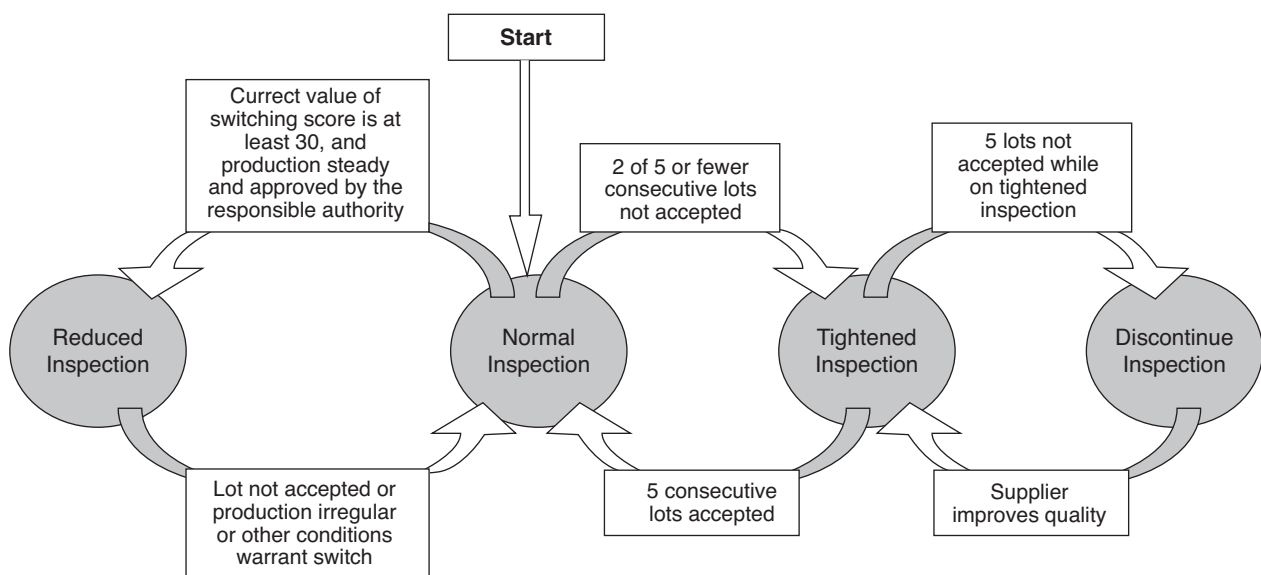 Start
Currect value of
switching score is at
least 30, and
production steady
and approved by the
responsible authority
2 of 5 or fewer
consecutive lots
not accepted
5 lots not
accepted while
on tightened
inspection
Reduced
Inspection
Normal
Inspection
Tightened
Inspection
Discontinue
Inspection
Lot not accepted or
production irregular
or other conditions
warrant switch
5 consecutive
lots accepted
Supplier
improves quality